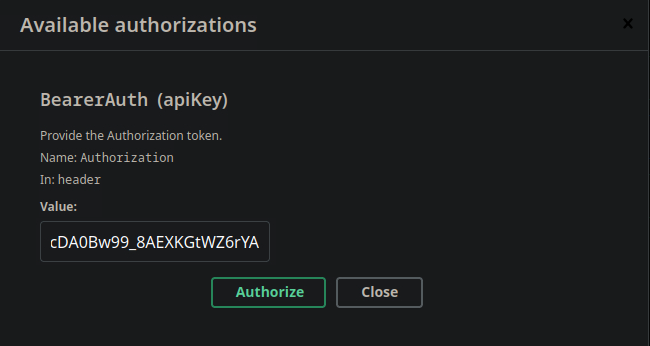 Available authorizations ×
BearerAuth (apiKey)
Provide the Authorization token.
Name: Authorization
In: header
Value:
cDA0Bw99_8AEXKGtWZ6rYA
Authorize Close